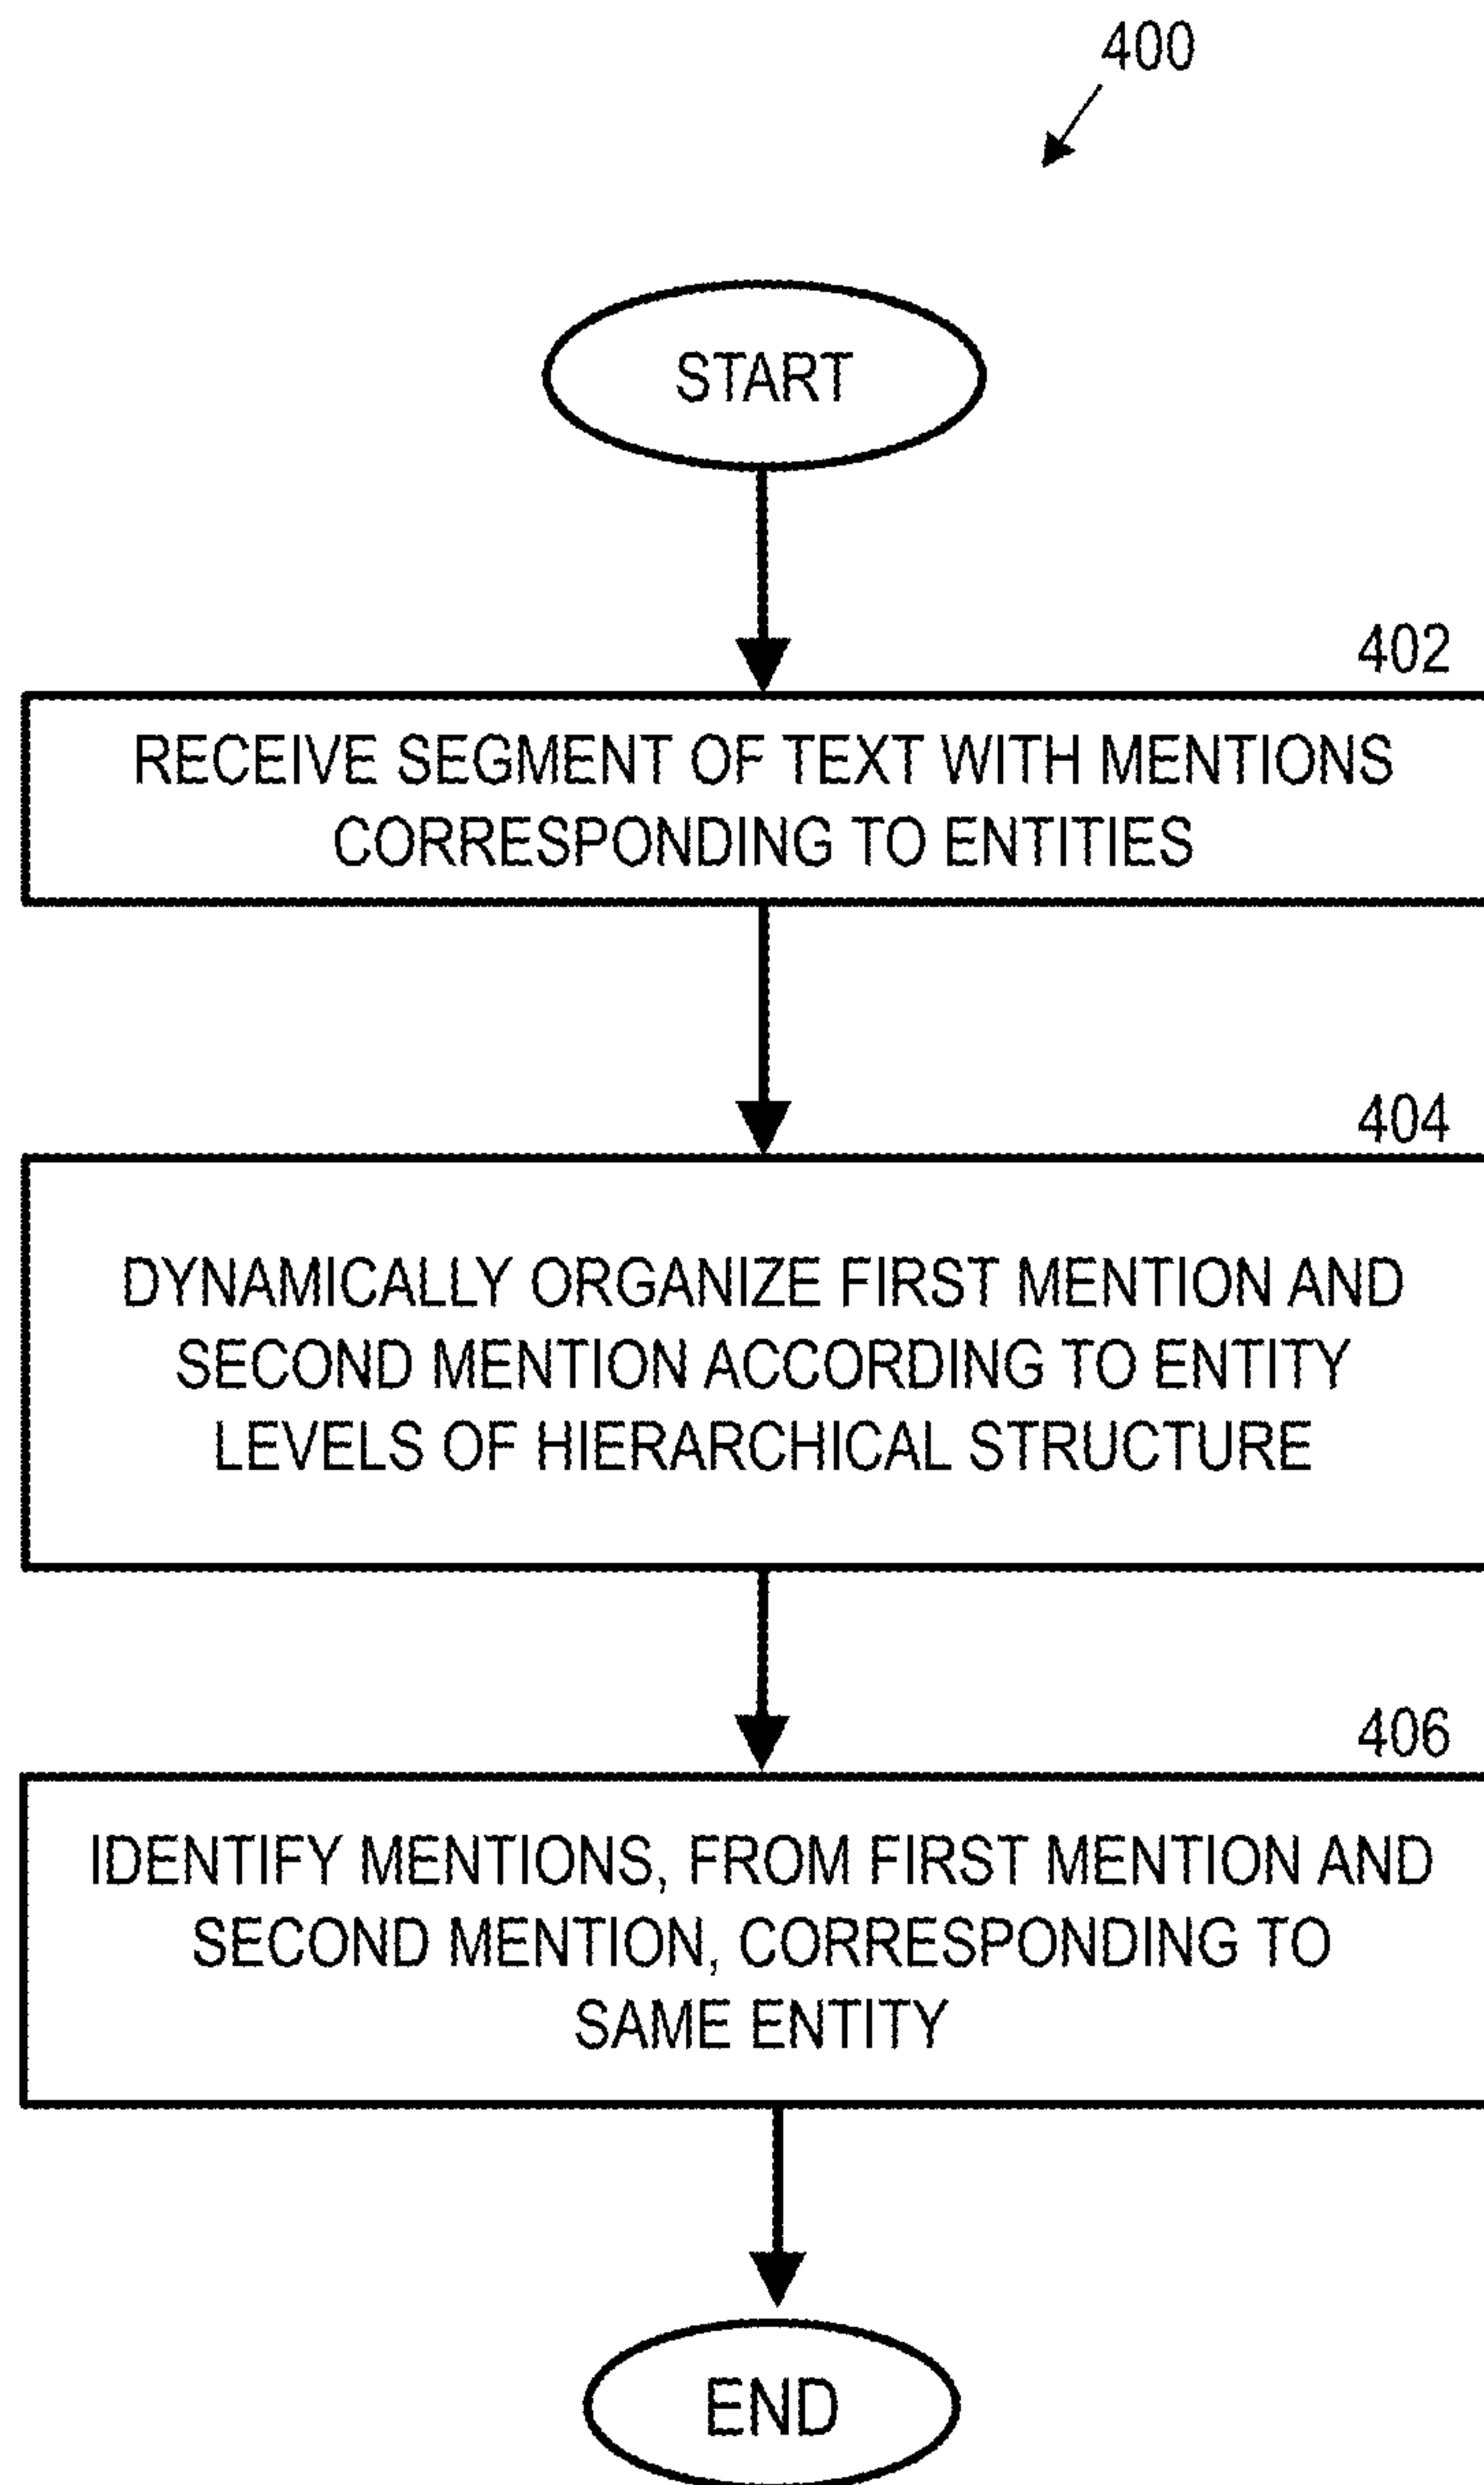 400
START
402
RECEIVE SEGMENT OF TEXT WITH MENTIONS
CORRESPONDING TO ENTITIES
404
DYNAMICALLY ORGANIZE FIRST MENTION AND
SECOND MENTION ACCORDING TO ENTITY
LEVELS OF HIERARCHICAL STRUCTURE
406
IDENTIFY MENTIONS, FROM FIRST MENTION AND
SECOND MENTION, CORRESPONDING TO
SAME ENTITY
END